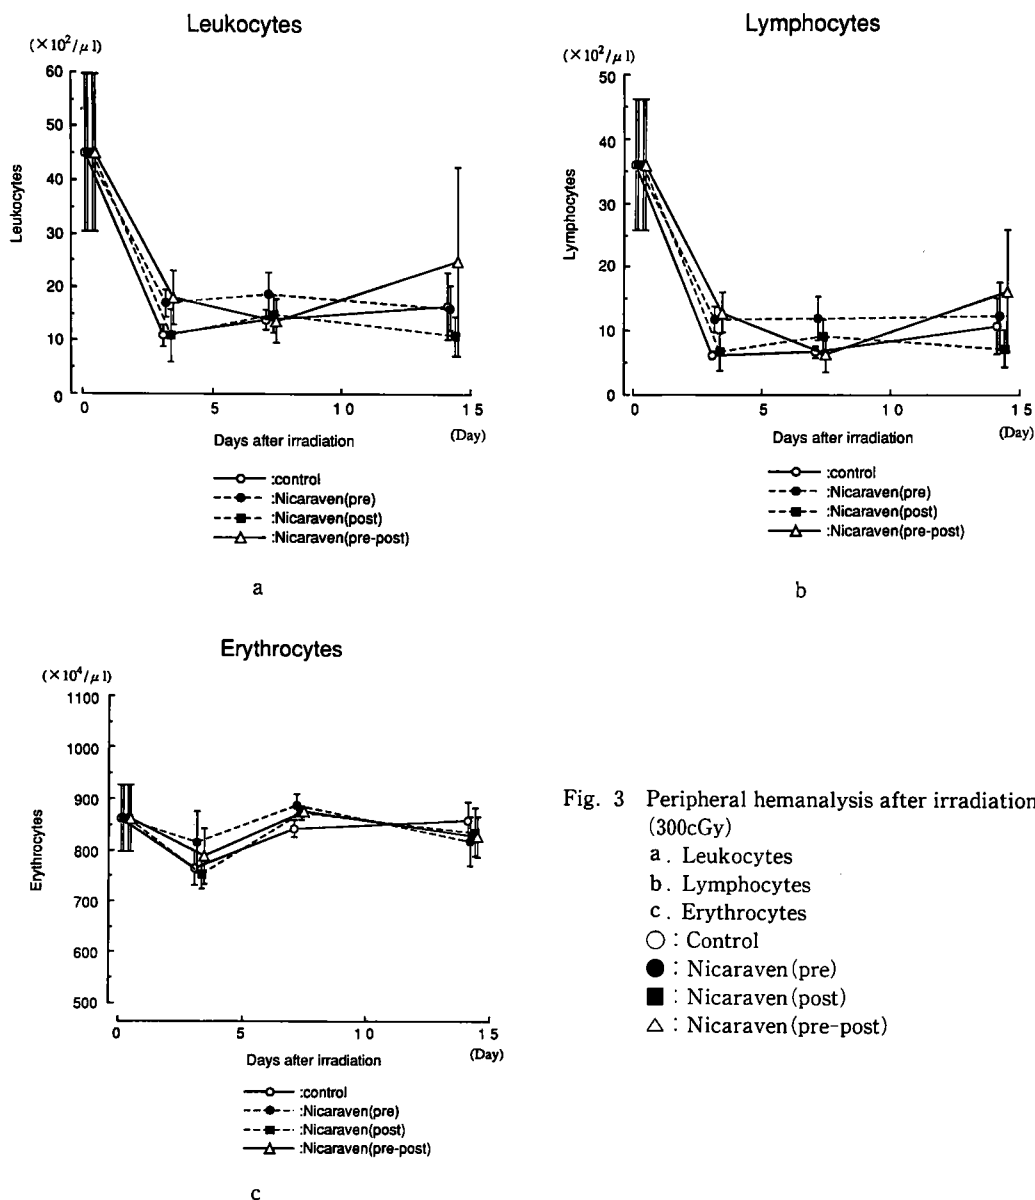 Leukocytes
(×10²/μl)
60
50
40
30
20
10
0
Leukocytes
0 5 10 15
Days after irradiation
(Day)
:control
:Nicaraven(pre)
:Nicaraven(post)
:Nicaraven(pre-post)
a
Lymphocytes
(×10²/μl)
50
40
30
20
10
0
Lymphocytes
0 5 10 15
Days after irradiation
(Day)
:control
:Nicaraven(pre)
:Nicaraven(post)
:Nicaraven(pre-post)
b
Erythrocytes
(×10⁴/μl)
1100
1000
900
800
700
600
500
Erythrocytes
0 5 10 15
Days after irradiation
(Day)
:control
:Nicaraven(pre)
:Nicaraven(post)
:Nicaraven(pre-post)
c
Fig. 3 Peripheral hemanalysis after irradiation
(300cGy)
a. Leukocytes
b. Lymphocytes
c. Erythrocytes
○ : Control
● : Nicaraven(pre)
■ : Nicaraven(post)
△ : Nicaraven(pre-post)